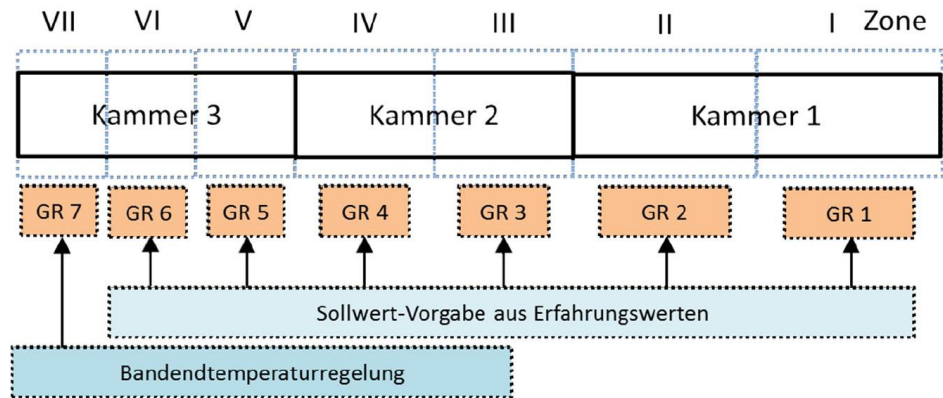 VII VI V IV III II I Zone
Kammer 3 Kammer 2 Kammer 1
GR 7 GR 6 GR 5 GR 4 GR 3 GR 2 GR 1
Sollwert-Vorgabe aus Erfahrungswerten
Bandendtemperaturregelung